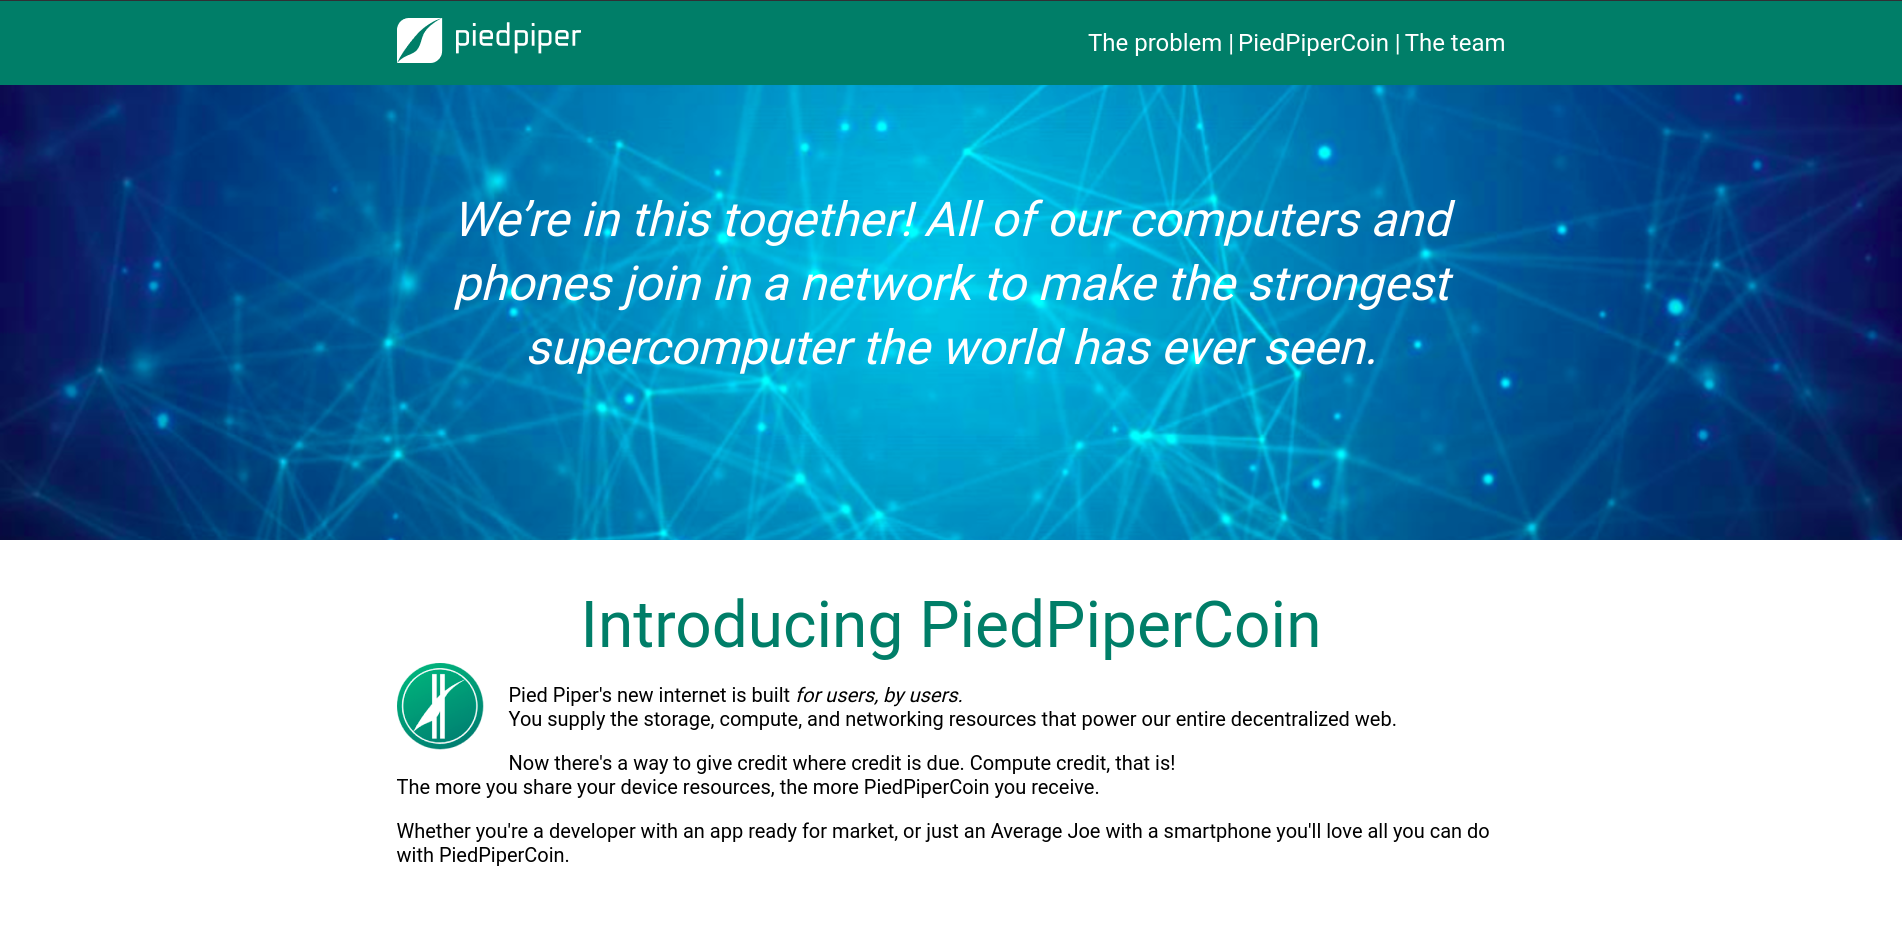 piedpiper
The problem | PiedPiperCoin | The team
We’re in this together! All of our computers and
phones join in a network to make the strongest
supercomputer the world has ever seen.
Introducing PiedPiperCoin
Pied Piper's new internet is built for users, by users.
You supply the storage, compute, and networking resources that power our entire decentralized web.
Now there's a way to give credit where credit is due. Compute credit, that is!
The more you share your device resources, the more PiedPiperCoin you receive.
Whether you're a developer with an app ready for market, or just an Average Joe with a smartphone you'll love all you can do
with PiedPiperCoin.